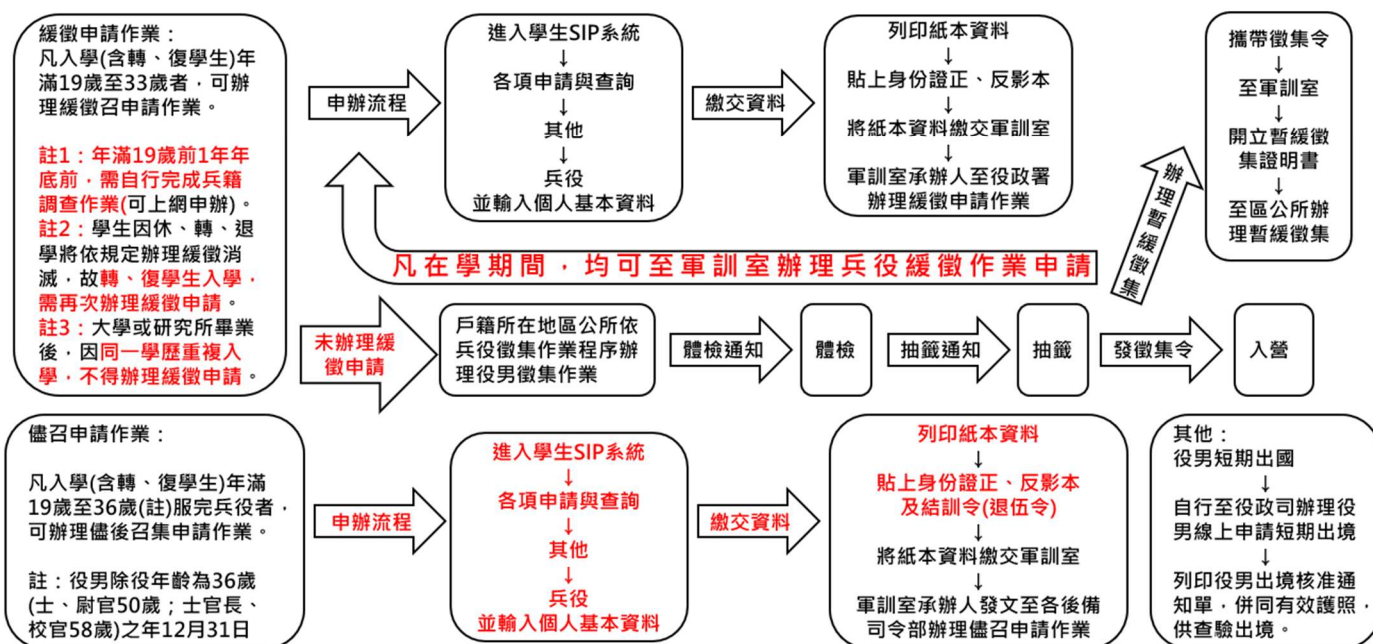 緩徵申請作業：
凡入學(含轉、復學生)年
滿19歲至33歲者，可辦
理緩徵召申請作業。
註1：年滿19歲前1年年
底前，需自行完成兵籍
調查作業(可上網申辦)。
註2：學生因休、轉、退
學將依規定辦理緩徵消
滅，故轉、復學生入學，
需再次辦理緩徵申請。
註3：大學或研究所畢業
後，因同一學歷重複入
學，不得辦理緩徵申請。
申辦流程
進入學生SIP系統
↓
各項申請與查詢
↓
其他
↓
兵役
並輸入個人基本資料
繳交資料
列印紙本資料
↓
貼上身份證正、反影本
↓
將紙本資料繳交軍訓室
↓
軍訓室承辦人至役政署
辦理緩徵申請作業
凡在學期間，均可至軍訓室辦理兵役緩徵作業申請
未辦理緩
徵申請
戶籍所在地區公所依
兵役徵集作業程序辦
理役男徵集作業
體檢通知
體檢
抽籤通知
抽籤
發徵集令
入營
辦理暫緩徵集
攜帶徵集令
↓
至軍訓室
↓
開立暫緩徵
集證明書
↓
至區公所辦
理暫緩徵集
儘召申請作業：
凡入學(含轉、復學生)年滿
19歲至36歲(註)服完兵役者，
可辦理儘後召集申請作業。
註：役男除役年齡為36歲
(士、尉官50歲；士官長、
校官58歲)之年12月31日
申辦流程
進入學生SIP系統
↓
各項申請與查詢
↓
其他
↓
兵役
並輸入個人基本資料
繳交資料
列印紙本資料
↓
貼上身份證正、反影本
及結訓令(退伍令)
↓
將紙本資料繳交軍訓室
↓
軍訓室承辦人發文至各後備
司令部辦理儘召申請作業
其他：
役男短期出國
↓
自行至役政司辦理役
男線上申請短期出境
↓
列印役男出境核准通
知單，併同有效護照，
供查驗出境。